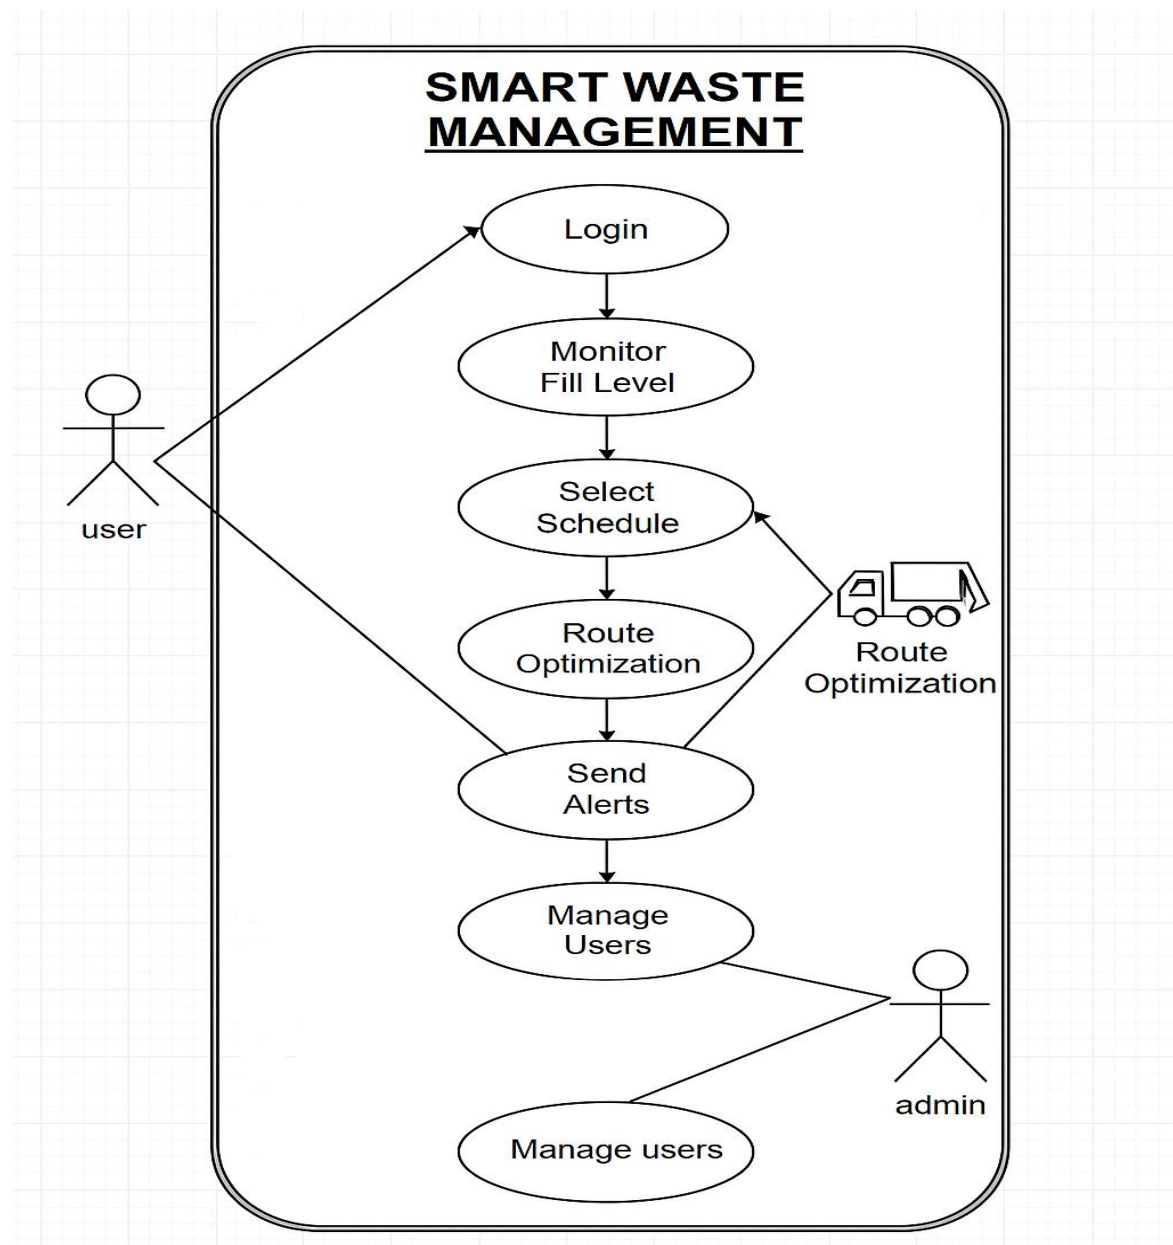 SMART WASTE
MANAGEMENT
Login
Monitor
Fill Level
Select
Schedule
user
Route
Optimization
Route
Optimization
Send
Alerts
Manage
Users
admin
Manage users